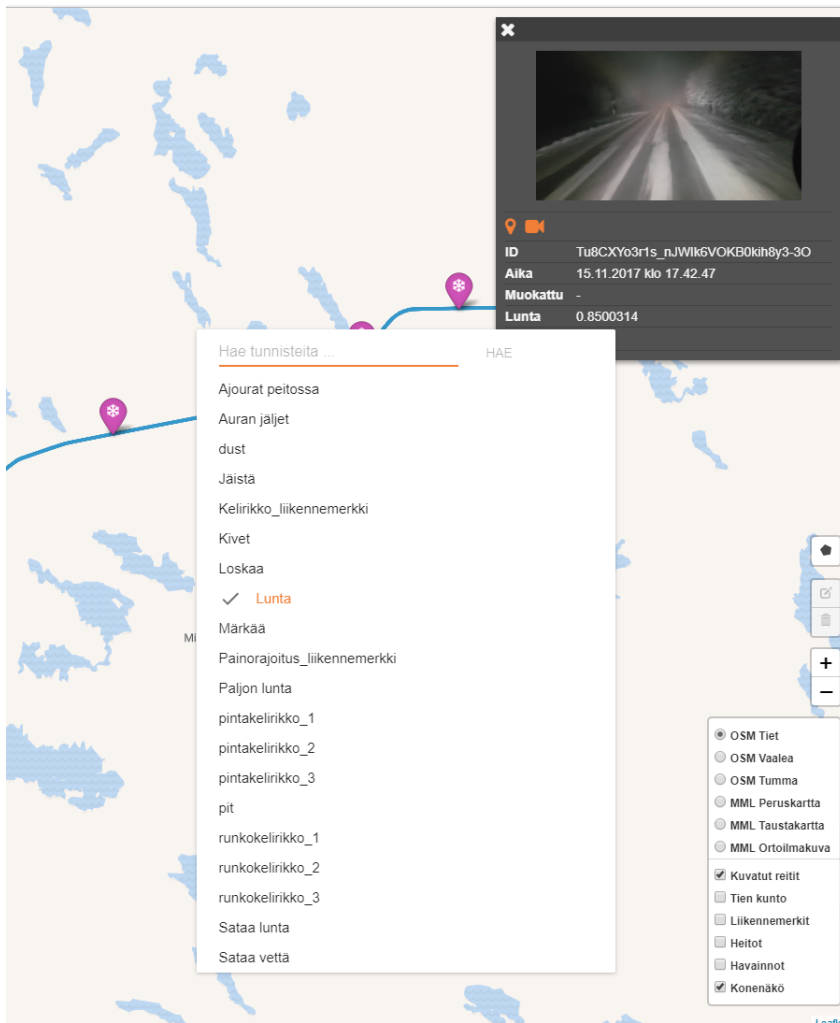 ID Tu8CXYo3r1s_nJWlk6VOKB0kih8y3-3O
Aika 15.11.2017 klo 17.42.47
Muokattu -
Lunta 0.8500314
Hae tunnisteita ... HAE
Ajourat peitossa
Auran jäljet
dust
Jäistä
Kelirikko_liikennemerkki
Kivet
Loskaa
Lunta
Märkää
Painorajoitus_liikennemerkki
Paljon lunta
pintakelirikko_1
pintakelirikko_2
pintakelirikko_3
pit
runkokelirikko_1
runkokelirikko_2
runkokelirikko_3
Sataa lunta
Sataa vettä
Mi
+
−
OSM Tiet
OSM Vaalea
OSM Tumma
MML Peruskartta
MML Taustakartta
MML Ortoilmakuva
Kuvatut reitit
Tien kunto
Liikennemerkit
Heitot
Havainnot
Konenäkö